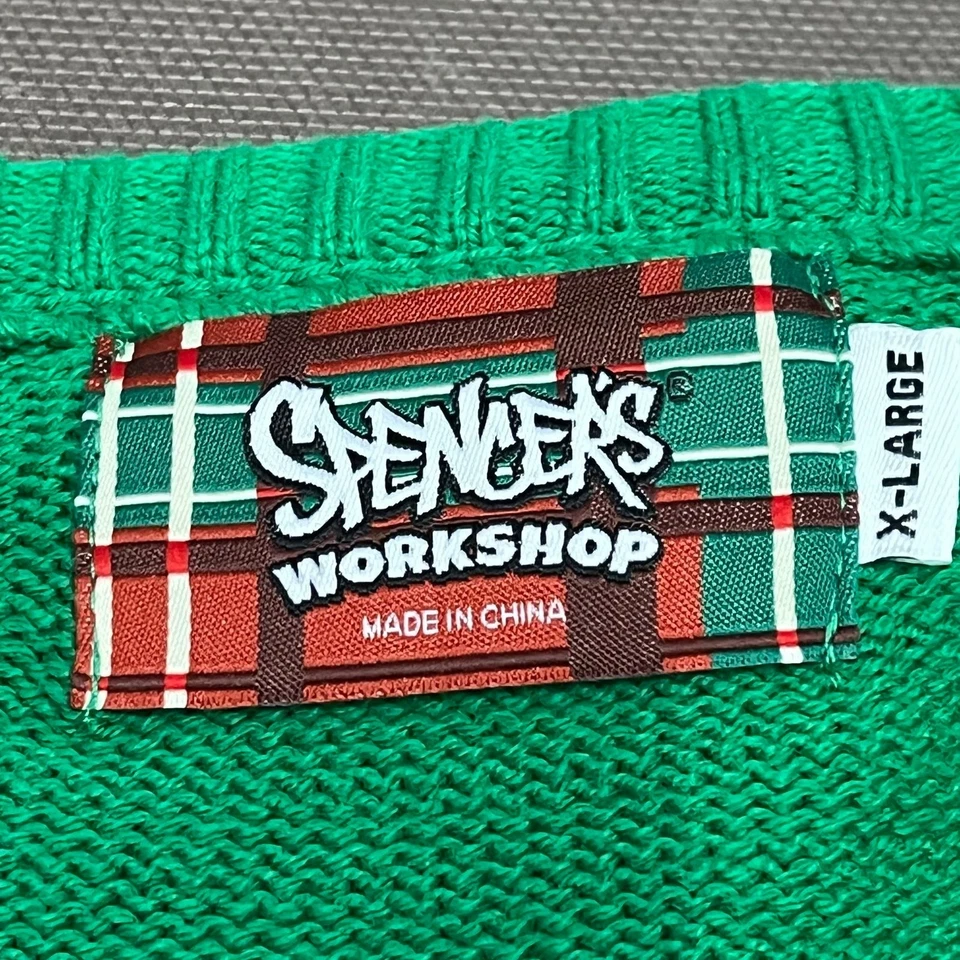 SPENCER'S®
WORKSHOP
MADE IN CHINA
X-LARGE